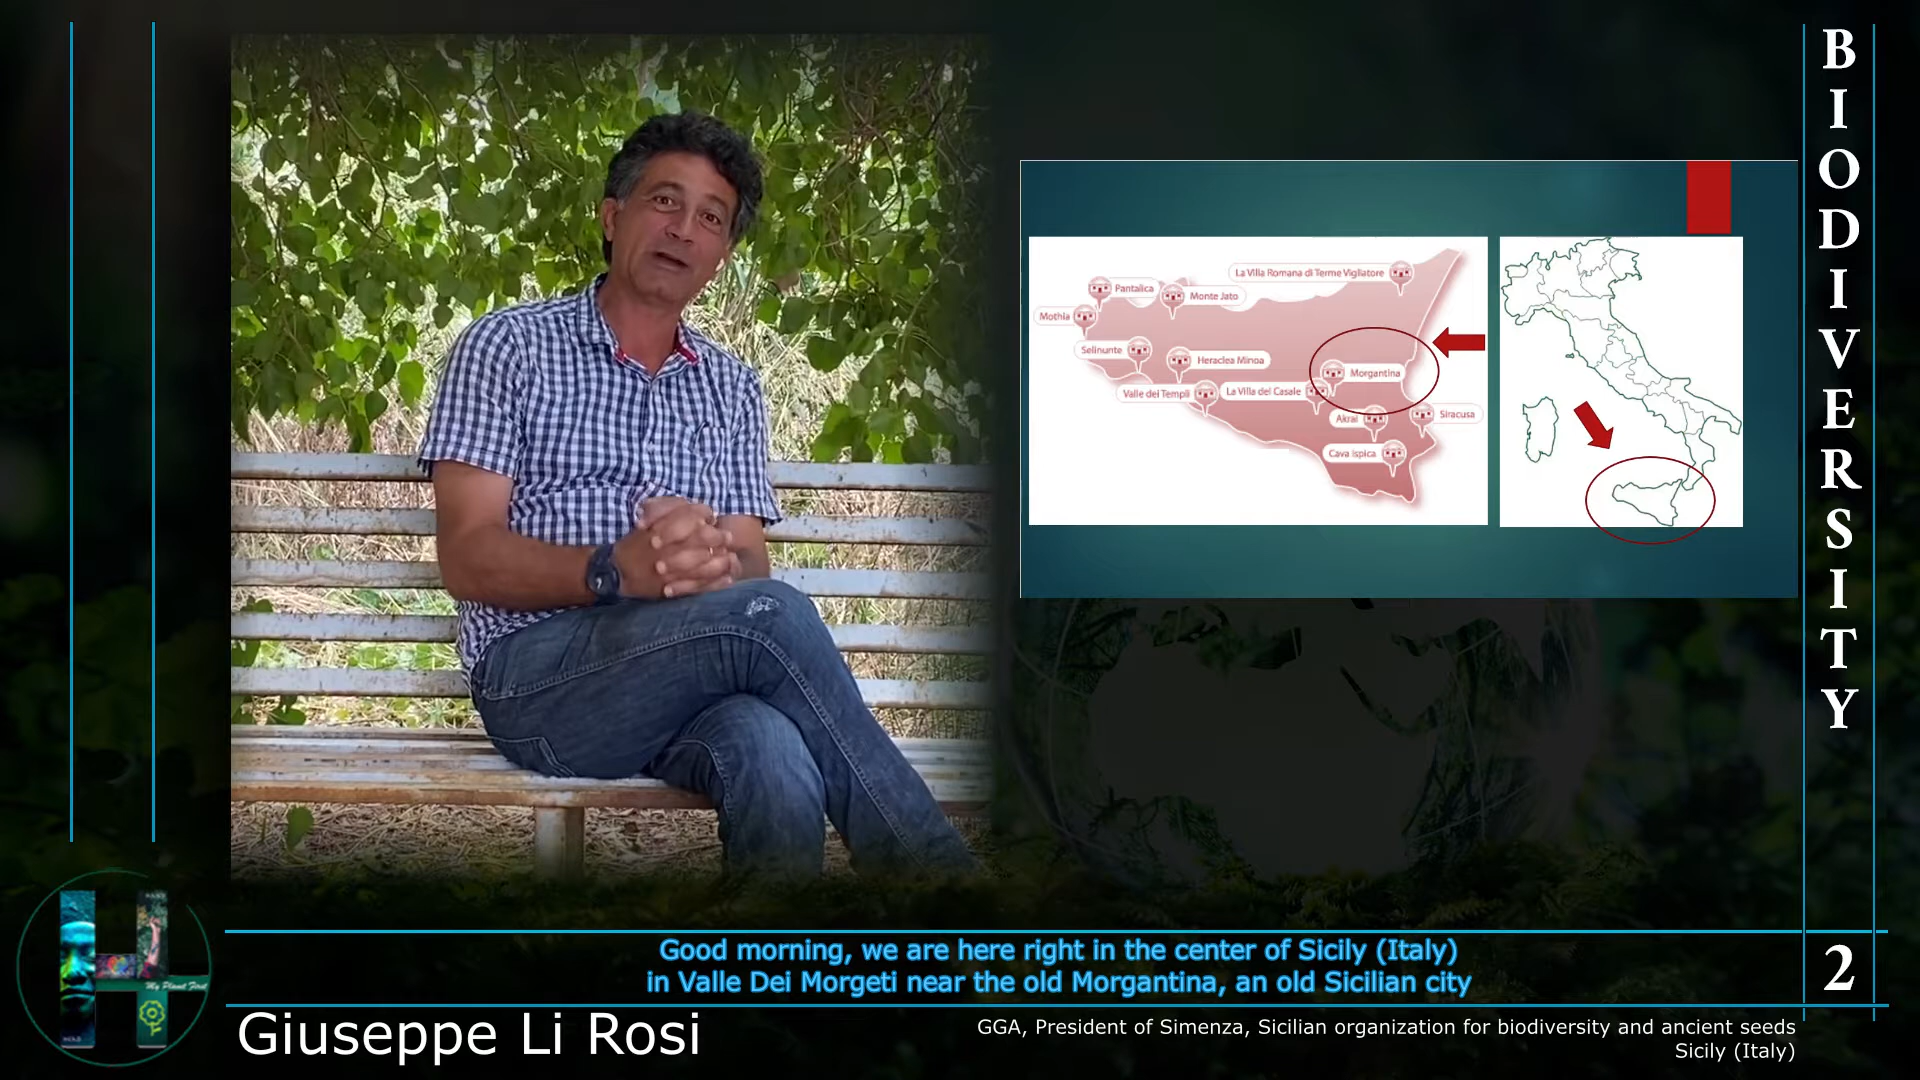 BIODIVERSITY
La Villa Romana di Terme Vigliatore
Pantalica
Monte Jato
Mothia
Selinunte
Heraclea Minoa
Morgantina
Valle dei Templi
La Villa del Casale
Akrai
Siracusa
Cava Ispica
Good morning, we are here right in the center of Sicily (Italy)
in Valle Dei Morgeti near the old Morgantina, an old Sicilian city
2
My Planet First
Giuseppe Li Rosi
GGA, President of Simenza, Sicilian organization for biodiversity and ancient seeds
Sicily (Italy)